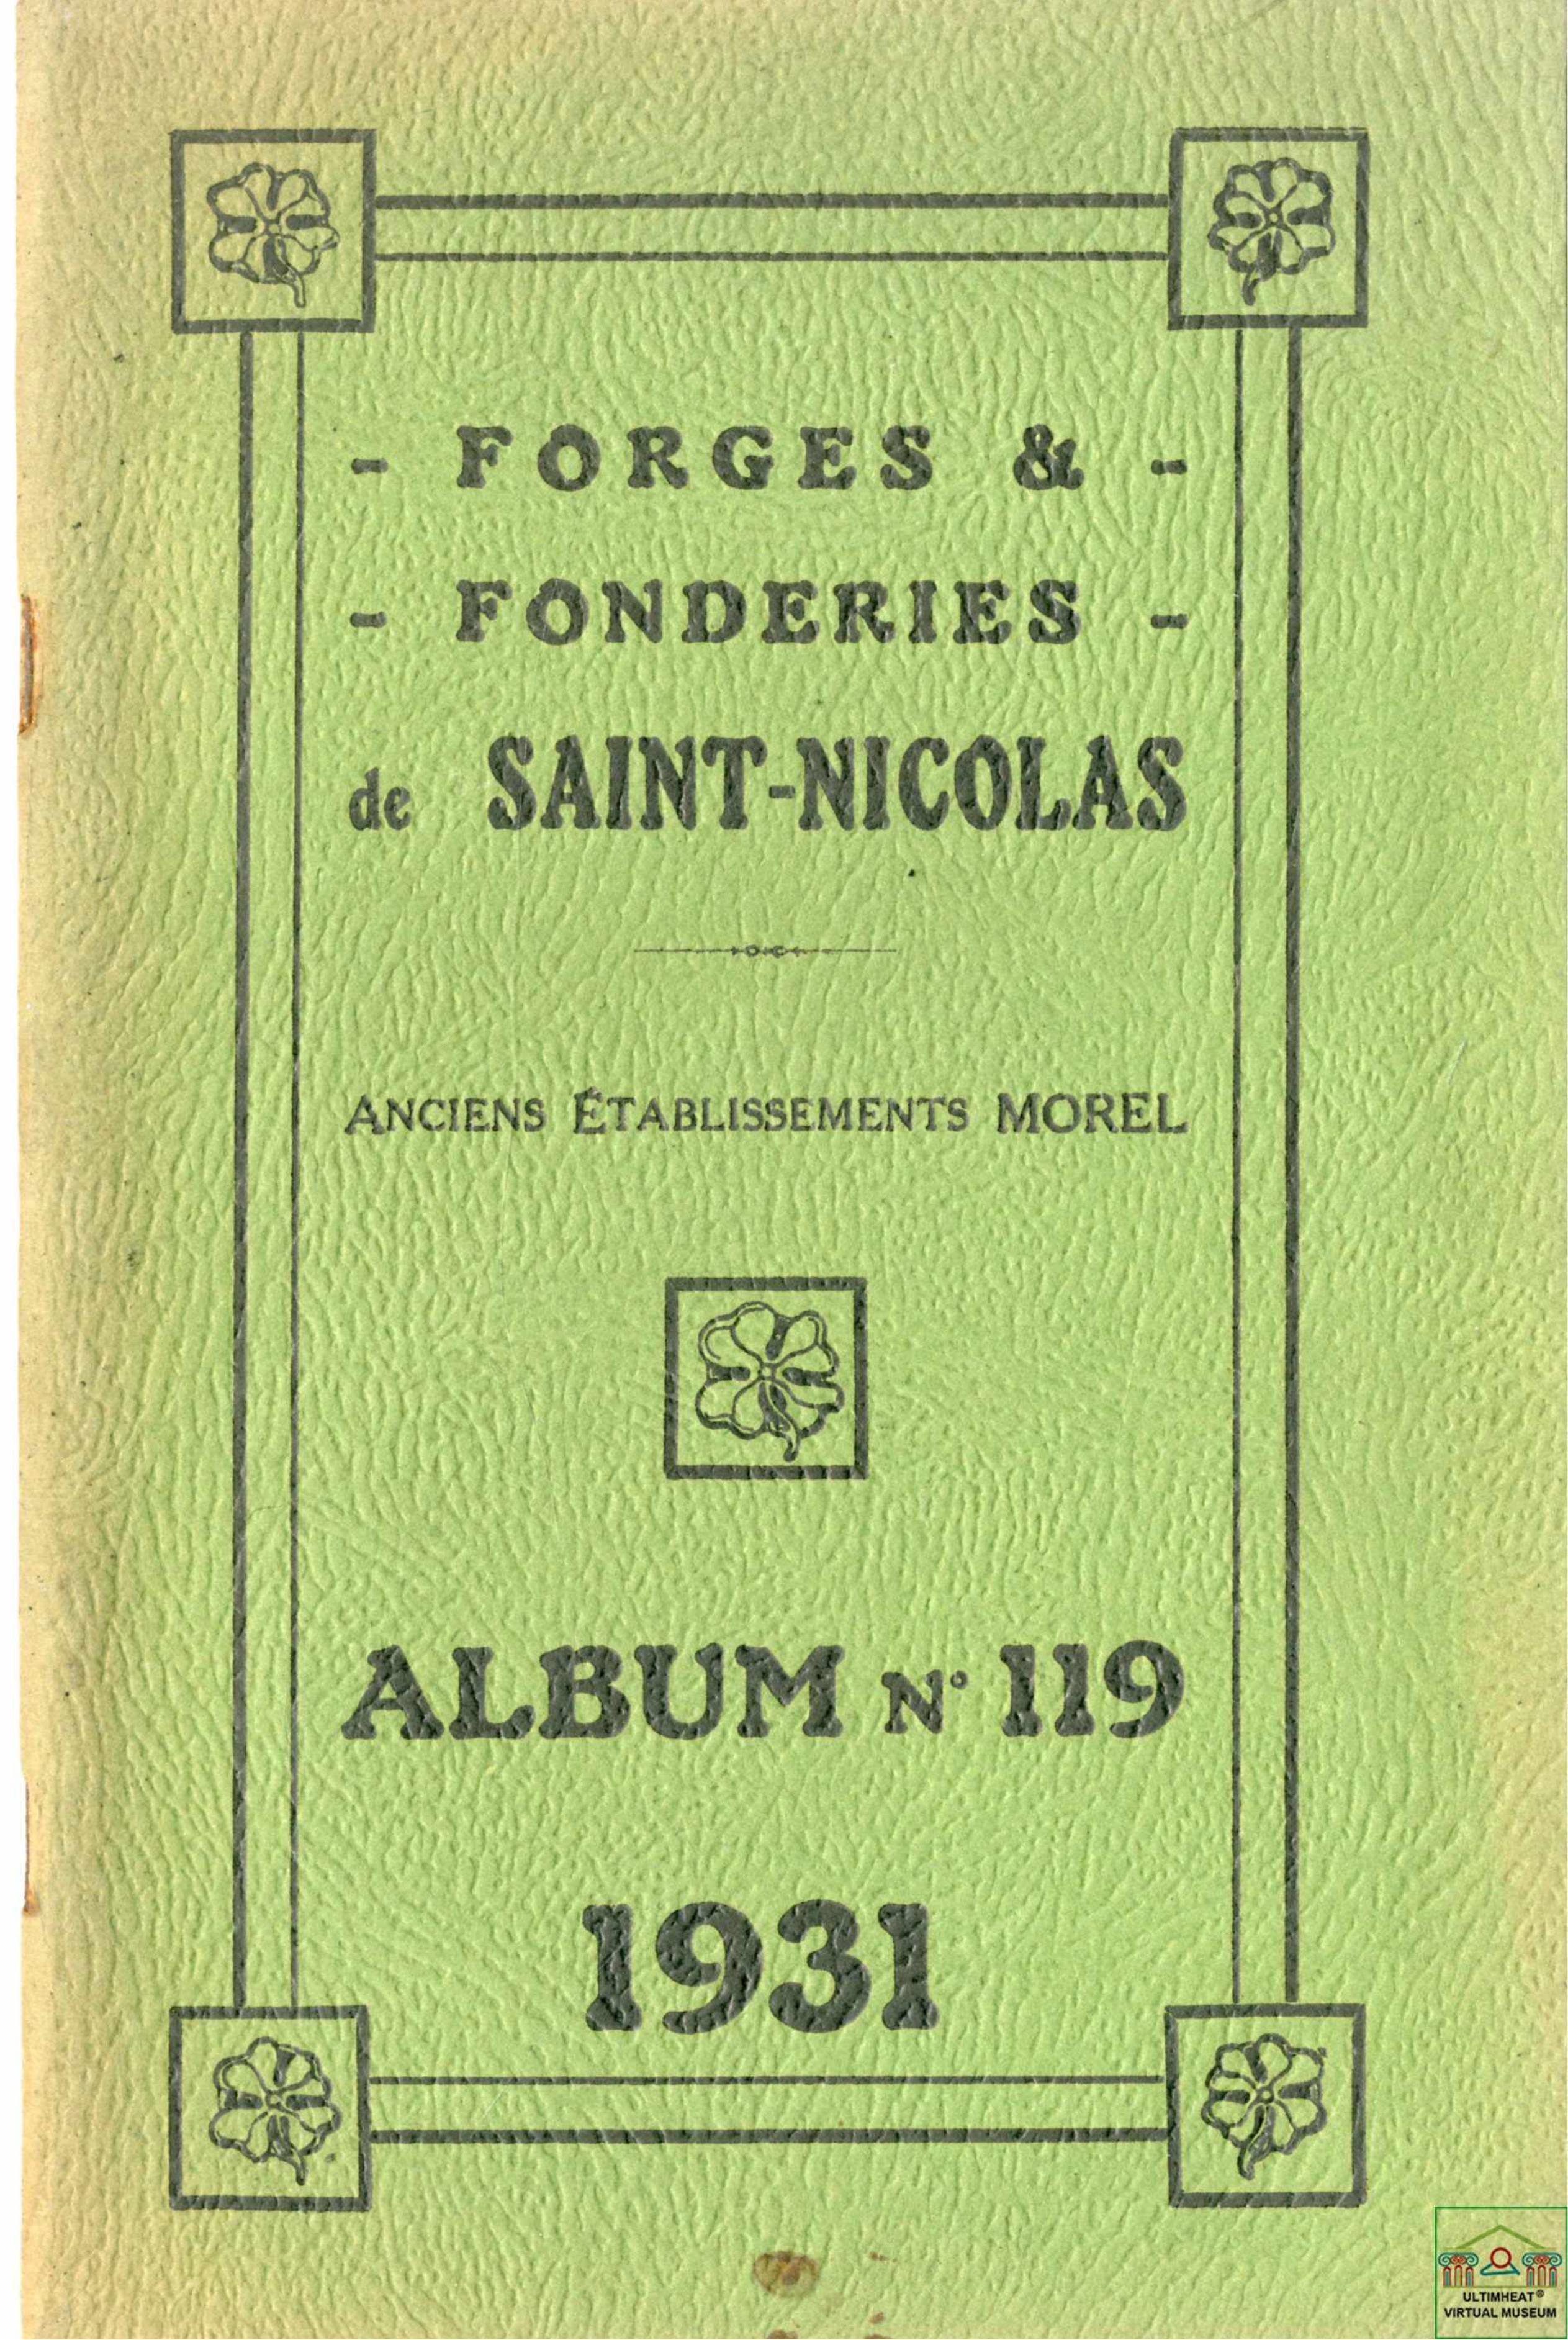 - FORGES & -
- FONDERIES -
de SAINT-NICOLAS
ANCIENS ÉTABLISSEMENTS MOREL
ALBUM N° 119
1931
ULTIMHEAT®
VIRTUAL MUSEUM